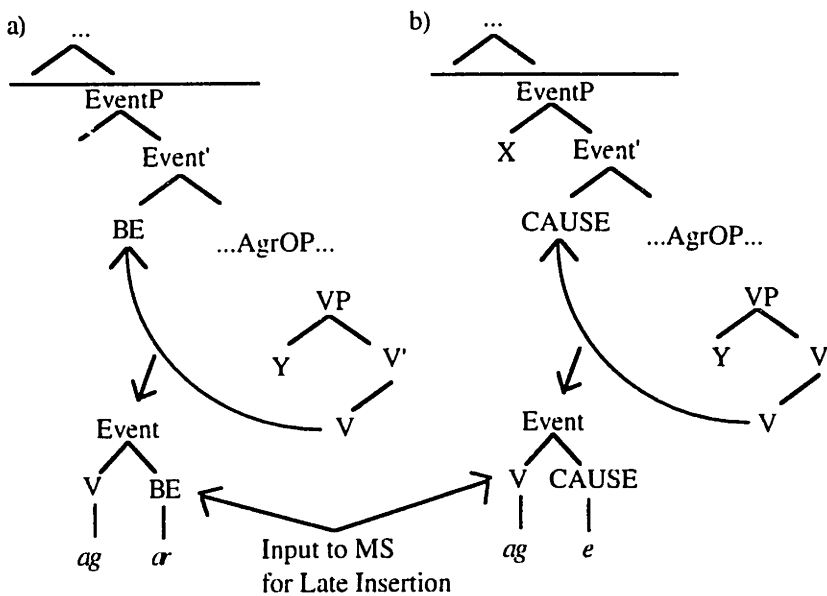 a)
...
EventP
Event'
BE
...AgrOP...
VP
Y V'
V
Event
V BE
ag ar
b)
...
EventP
X Event'
CAUSE
...AgrOP...
VP
Y V
V
Event
V CAUSE
ag e
Input to MS
for Late Insertion